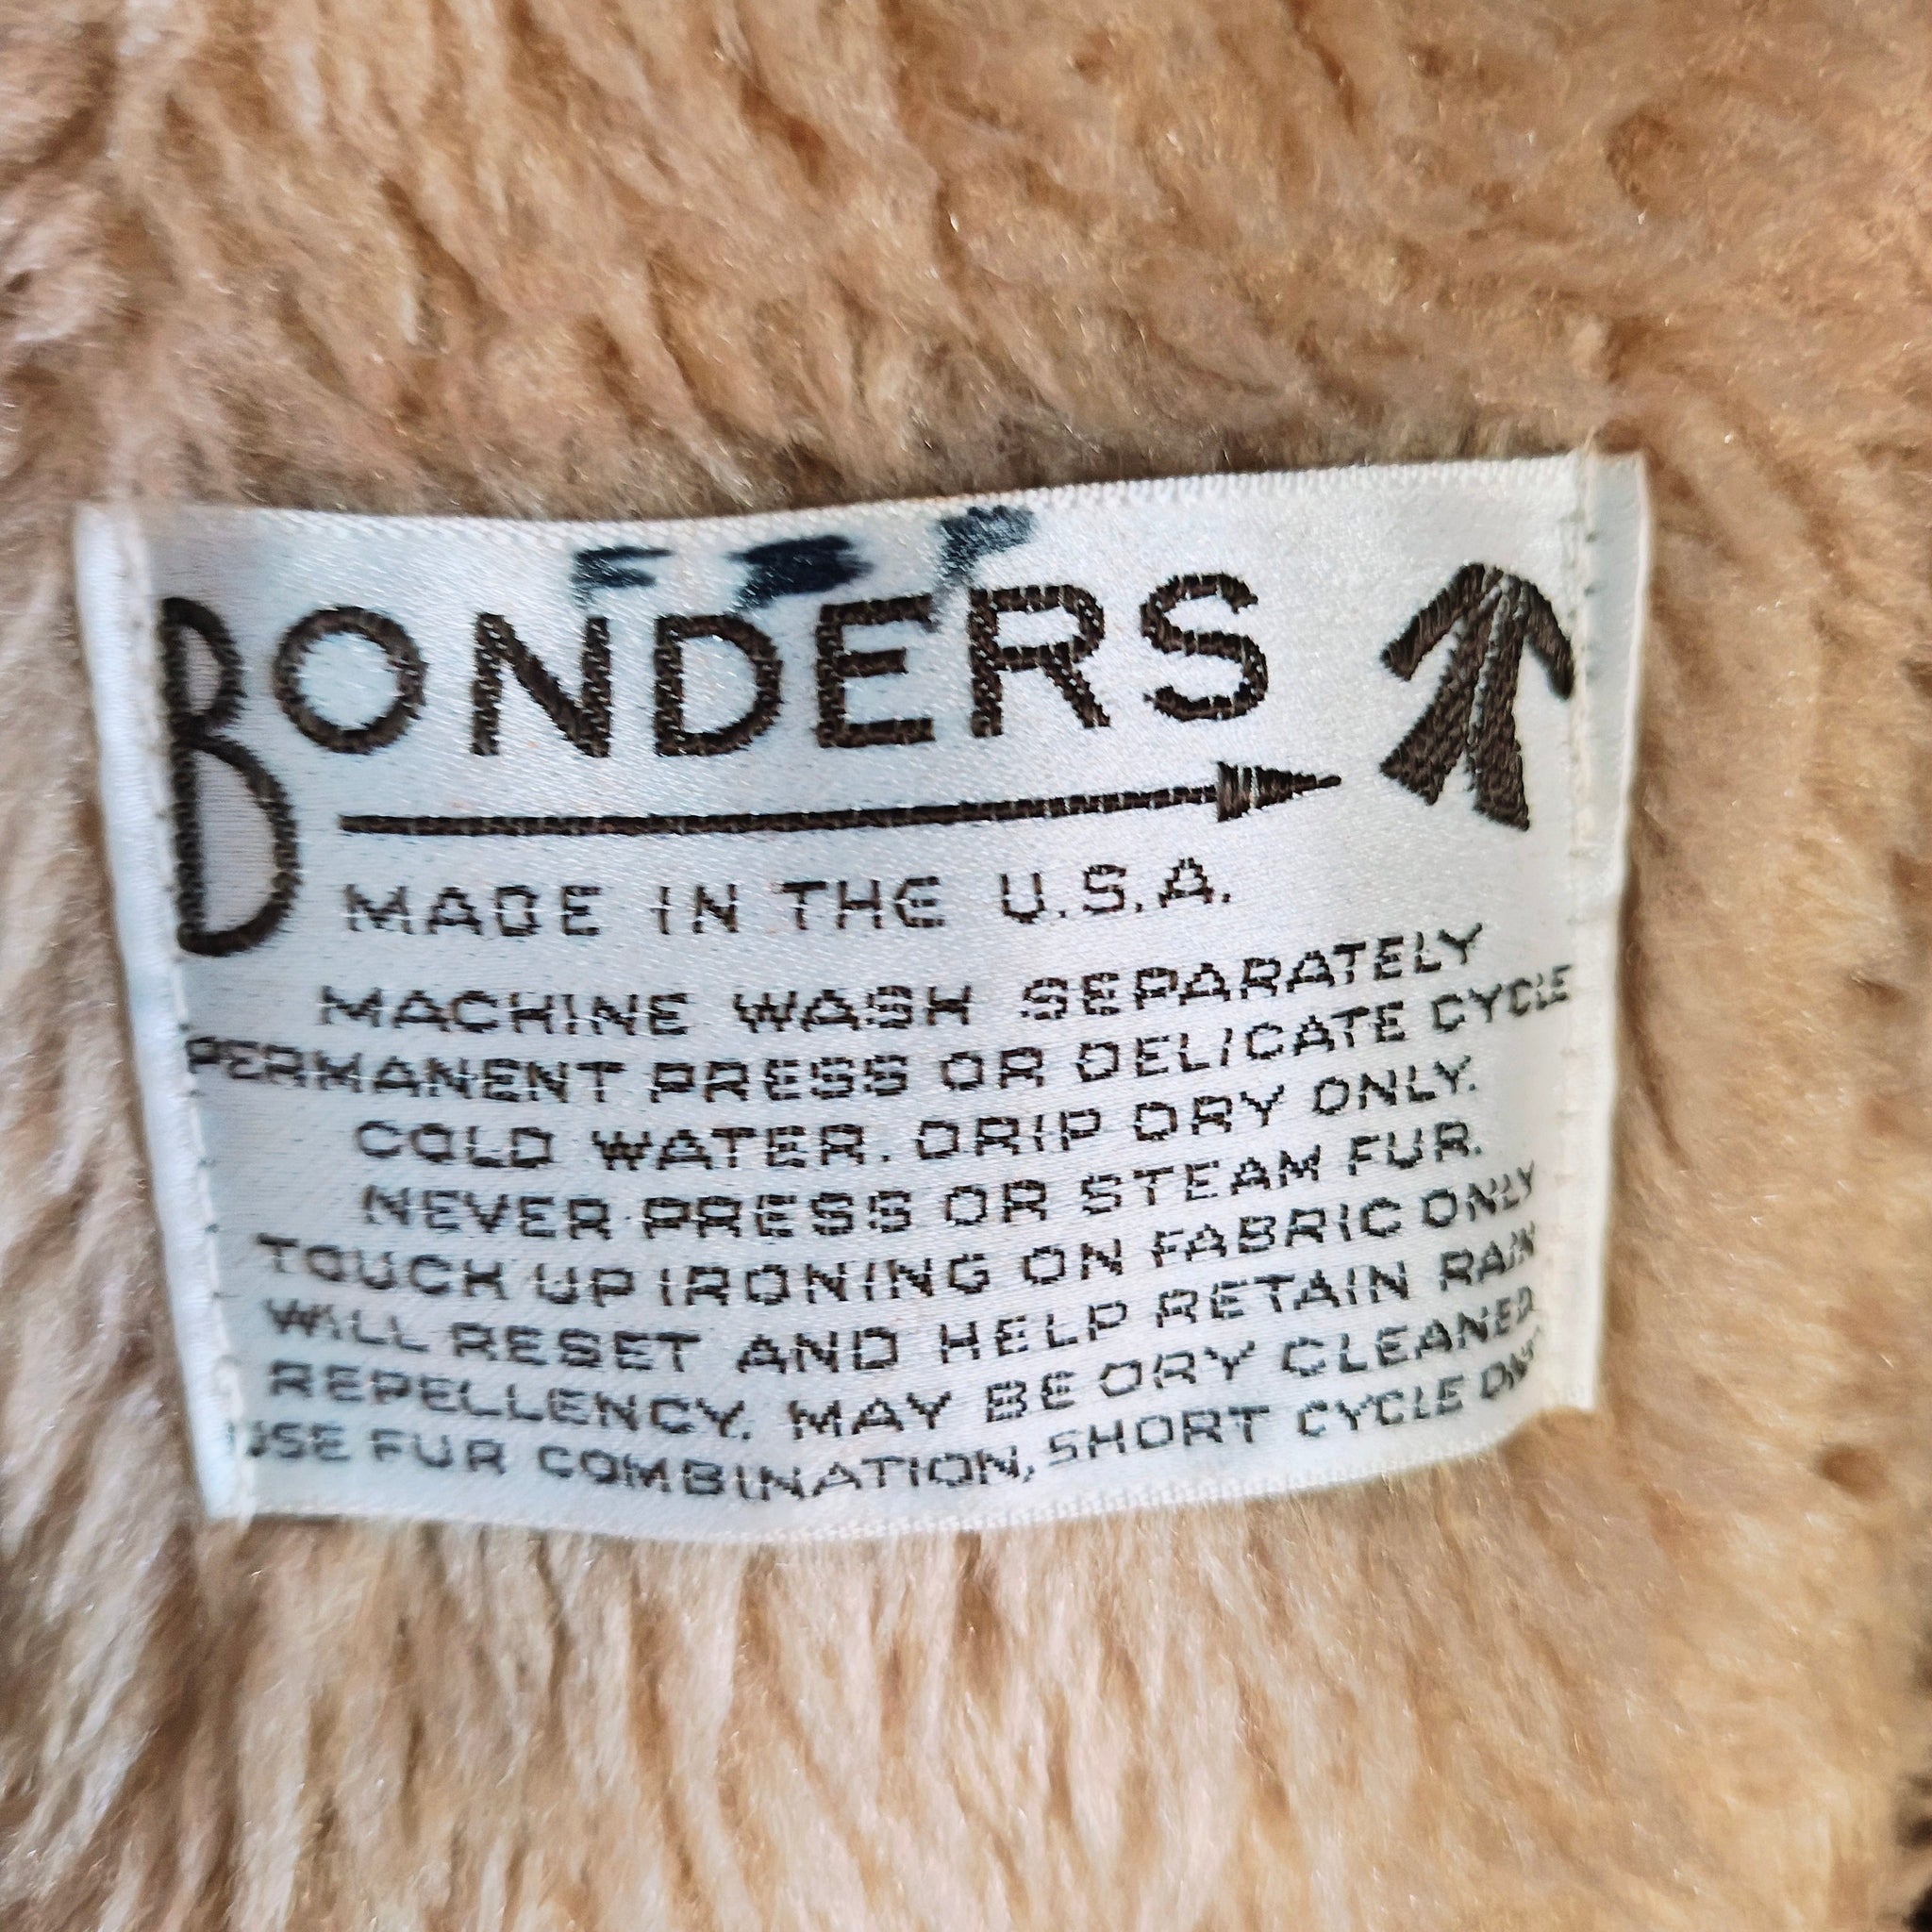 BONDERS
MADE IN THE U.S.A.
MACHINE WASH SEPARATELY
PERMANENT PRESS OR DELICATE CYCLE
COLD WATER. DRIP DRY ONLY.
NEVER PRESS OR STEAM FUR.
TOUCH UP IRONING ON FABRIC ONLY
WILL RESET AND HELP RETAIN RAIN
REPELLENCY. MAY BE DRY CLEANED
USE FUR COMBINATION, SHORT CYCLE